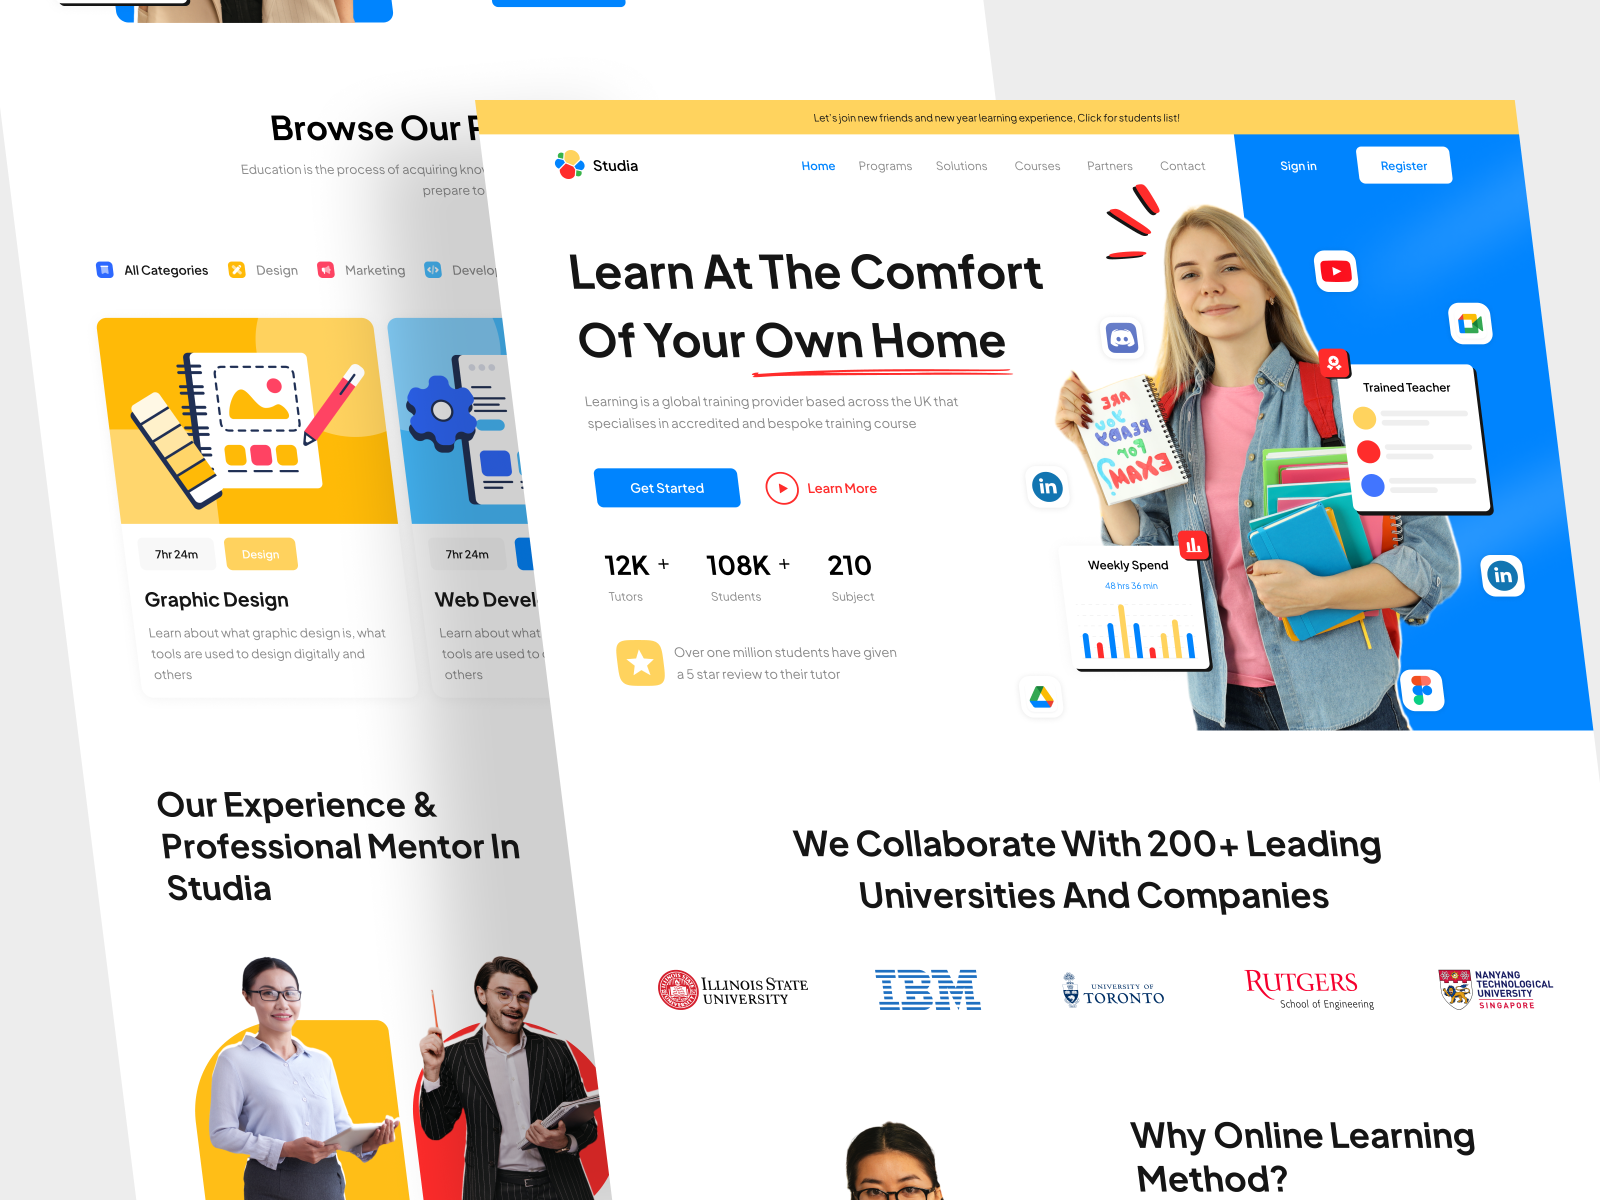 Browse Our
Education is the process of acquiring
prepare to
All Categories
Design
Marketing
7hr 24m
Design
Graphic Design
Learn about what graphic design is, what
tools are used to design digitally and
others
7hr 24m
Web
Learn about what
tools are used to
others
Our Experience &
Professional Mentor In
Studia
Let's join new friends and new year learning experience, Click for students list!
Studia
Home
Programs
Solutions
Courses
Partners
Contact
Sign in
Register
Learn At The Comfort
Of Your Own Home
Learning is a global training provider based across the UK that
specialises in accredited and bespoke training course
Get Started
Learn More
12K +
Tutors
108K +
Students
210
Subject
Over one million students have given
a 5 star review to their tutor
ARE
YOU
READY
FOR
EXAM?
Trained Teacher
Weekly Spend
48 hrs 36 min
in
in
We Collaborate With 200+ Leading
Universities And Companies
ILLINOIS STATE
UNIVERSITY
IBM
UNIVERSITY OF
TORONTO
RUTGERS
School of Engineering
NANYANG
TECHNOLOGICAL
UNIVERSITY
SINGAPORE
Why Online Learning
Method?